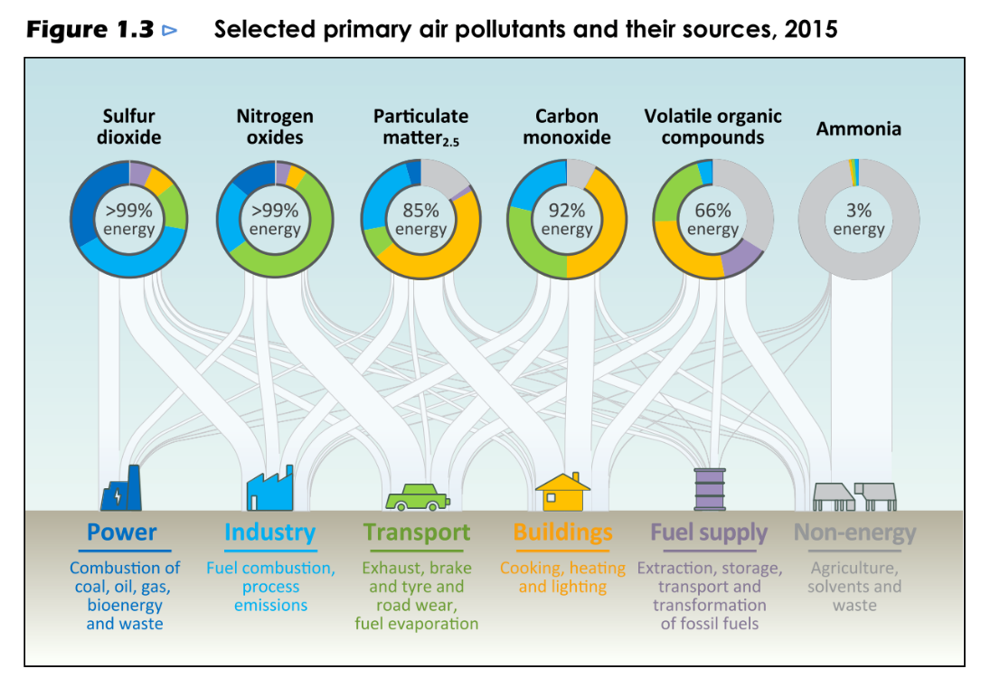 Figure 1.3 ▷ Selected primary air pollutants and their sources, 2015
Sulfur
dioxide
Nitrogen
oxides
Particulate
matter2.5
Carbon
monoxide
Volatile organic
compounds
Ammonia
>99%
energy
>99%
energy
85%
energy
92%
energy
66%
energy
3%
energy
Power
Combustion of
coal, oil, gas,
bioenergy
and waste
Industry
Fuel combustion,
process
emissions
Transport
Exhaust, brake
and tyre and
road wear,
fuel evaporation
Buildings
Cooking, heating
and lighting
Fuel supply
Extraction, storage,
transport and
transformation
of fossil fuels
Non-energy
Agriculture,
solvents and
waste